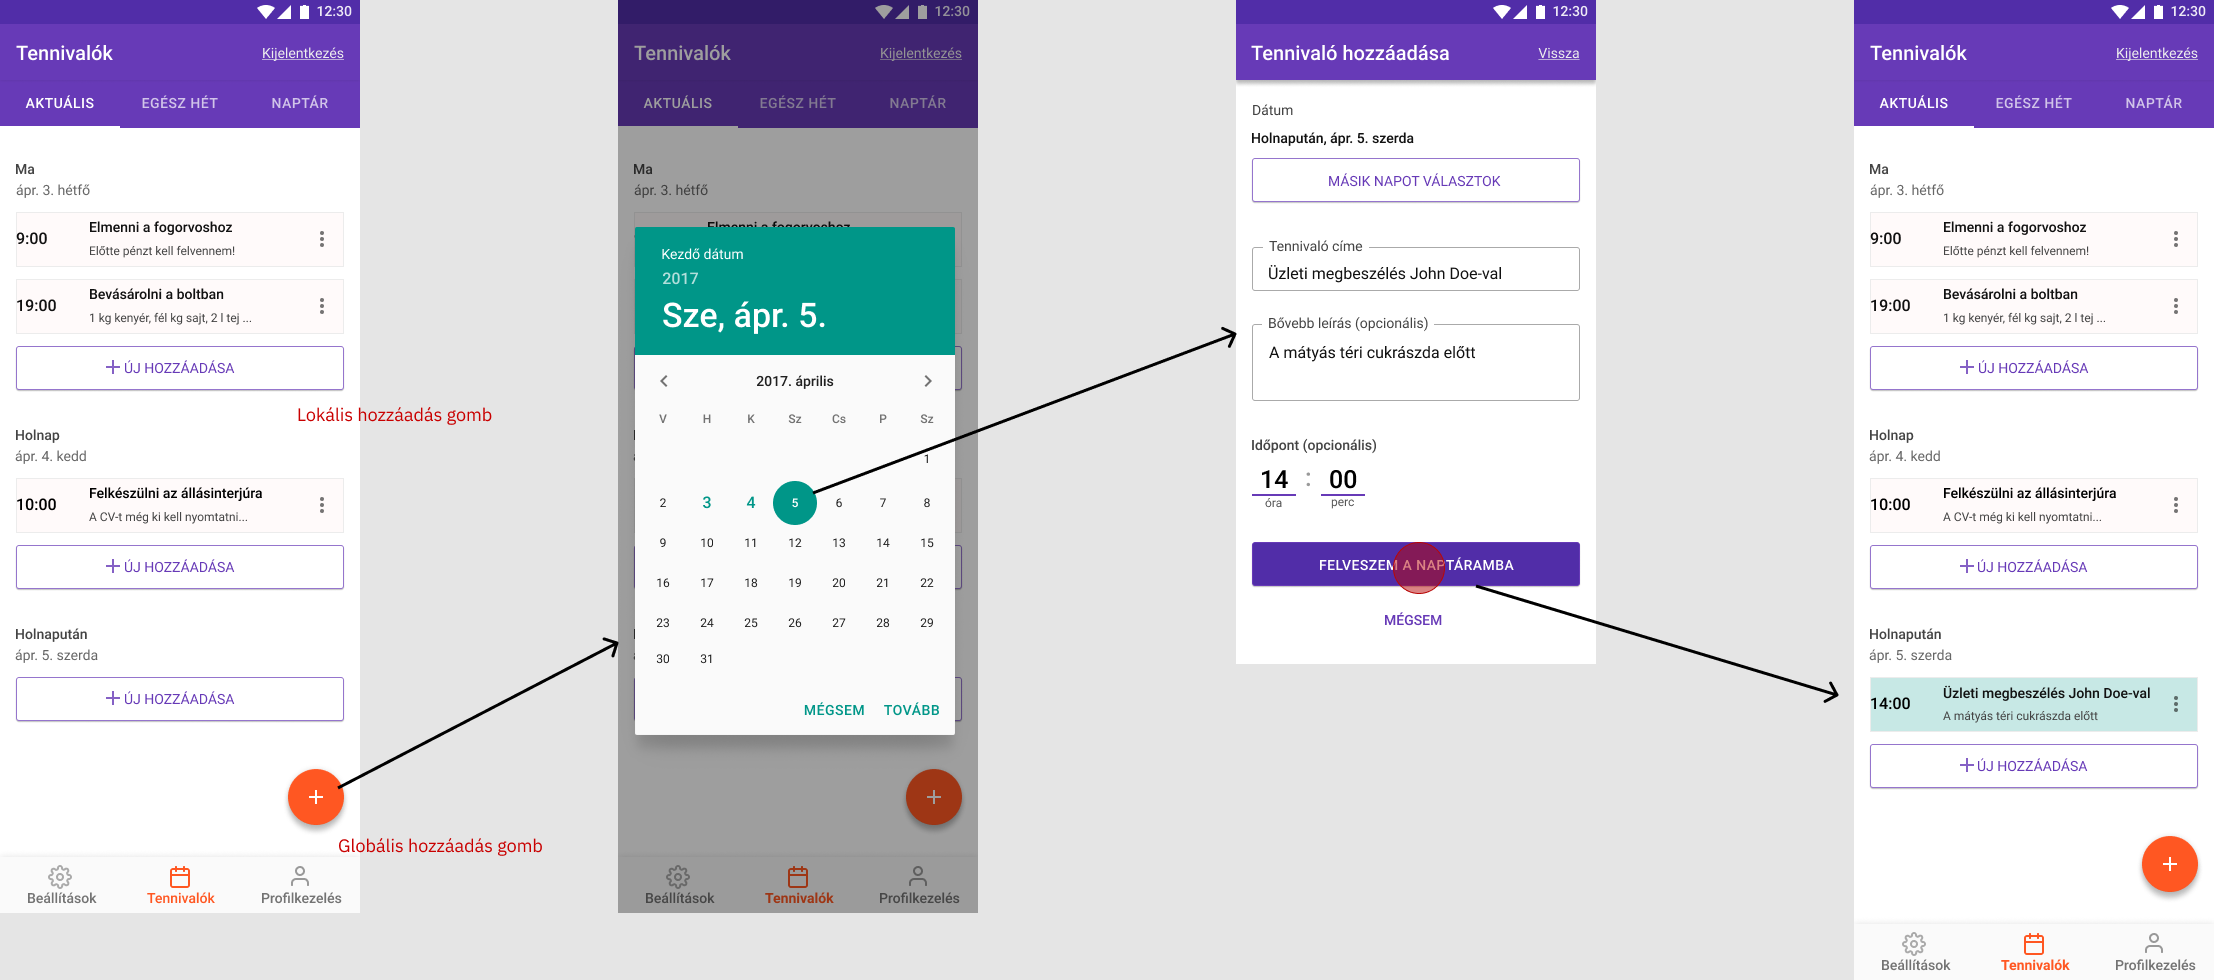 12:30
Tennivalók
Kijelentkezés
AKTUÁLIS EGÉSZ HÉT NAPTÁR
Ma
ápr. 3. hétfő
9:00
Elmenni a fogorvoshoz
Előtte pénzt kell felvennem!
19:00
Bevásárolni a boltban
1 kg kenyér, fél kg sajt, 2 l tej ...
ÚJ HOZZÁADÁSA
Lokális hozzáadás gomb
Holnap
ápr. 4. kedd
10:00
Felkészülni az állásinterjúra
A CV-t még ki kell nyomtatni...
ÚJ HOZZÁADÁSA
Holnapután
ápr. 5. szerda
ÚJ HOZZÁADÁSA
Globális hozzáadás gomb
Beállítások Tennivalók Profilkezelés
12:30
Tennivalók
Kijelentkezés
AKTUÁLIS EGÉSZ HÉT NAPTÁR
Ma
ápr. 3. hétfő
Elmenni a fogorvoshoz
Kezdő dátum
2017
Sze, ápr. 5.
2017. április
V H K Sz Cs P Sz
1
2 3 4 5 6 7 8
9 10 11 12 13 14 15
16 17 18 19 20 21 22
23 24 25 26 27 28 29
30 31
MÉGSEM TOVÁBB
Beállítások Tennivalók Profilkezelés
12:30
Tennivaló hozzáadása
Vissza
Dátum
Holnapután, ápr. 5. szerda
MÁSIK NAPOT VÁLASZTOK
Tennivaló címe
Üzleti megbeszélés John Doe-val
Bővebb leírás (opcionális)
A mátyás téri cukrászda előtt
Időpont (opcionális)
14 : 00
óra perc
FELVESZEM A NAPTÁRAMBA
MÉGSEM
12:30
Tennivalók
Kijelentkezés
AKTUÁLIS EGÉSZ HÉT NAPTÁR
Ma
ápr. 3. hétfő
9:00
Elmenni a fogorvoshoz
Előtte pénzt kell felvennem!
19:00
Bevásárolni a boltban
1 kg kenyér, fél kg sajt, 2 l tej ...
ÚJ HOZZÁADÁSA
Holnap
ápr. 4. kedd
10:00
Felkészülni az állásinterjúra
A CV-t még ki kell nyomtatni...
ÚJ HOZZÁADÁSA
Holnapután
ápr. 5. szerda
14:00
Üzleti megbeszélés John Doe-val
A mátyás téri cukrászda előtt
ÚJ HOZZÁADÁSA
Beállítások Tennivalók Profilkezelés